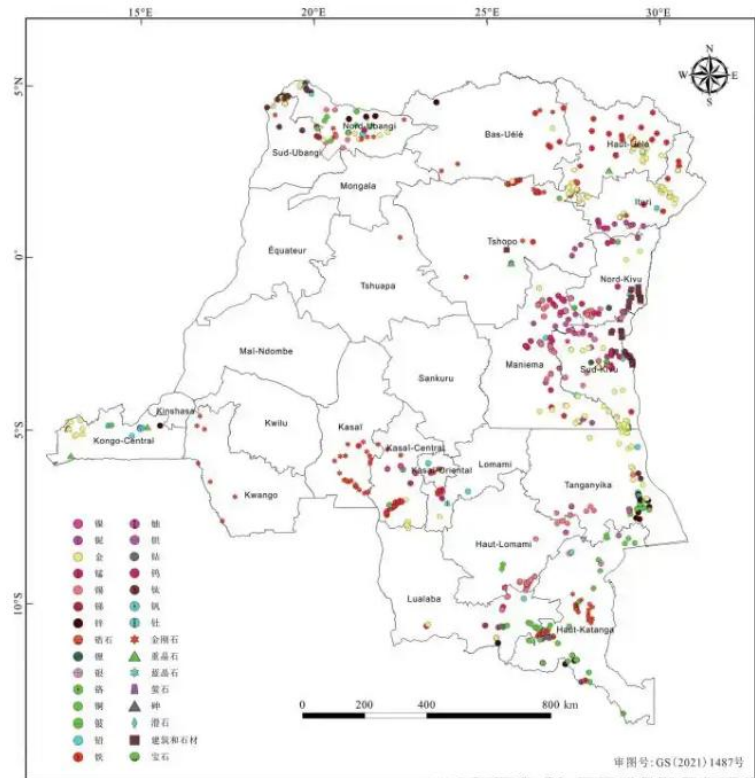 15°E 20°E 25°E 30°E
N
W E
S
5°N
Nord-Ubangi
Bas-Uélé
Haut-Uélé
Sud-Ubangi
Mongala
Ituri
Tshopo
Équateur
0°
Tshuapa
Nord-Kivu
Mai-Ndombe
Maniema
Sud-Kivu
Sankuru
Kinshasa
Kwilu
Kasaï
5°S
Kongo-Central
Kasaï-Central
Kasaï-Oriental
Lomami
Tanganyika
Kwango
Haut-Lomami
Lualaba
10°S
Haut-Katanga
镍 铀
铌 钽
金 钴
锰 钨
锡 钛
锑 钒
锌 钍
锆石 金刚石
锂 重晶石
银 蓝晶石
铬 萤石
铜 砷
铍 滑石
铅 建筑和石材
铁 宝石
0 200 400 800 km
审图号:GS(2021) 1487号